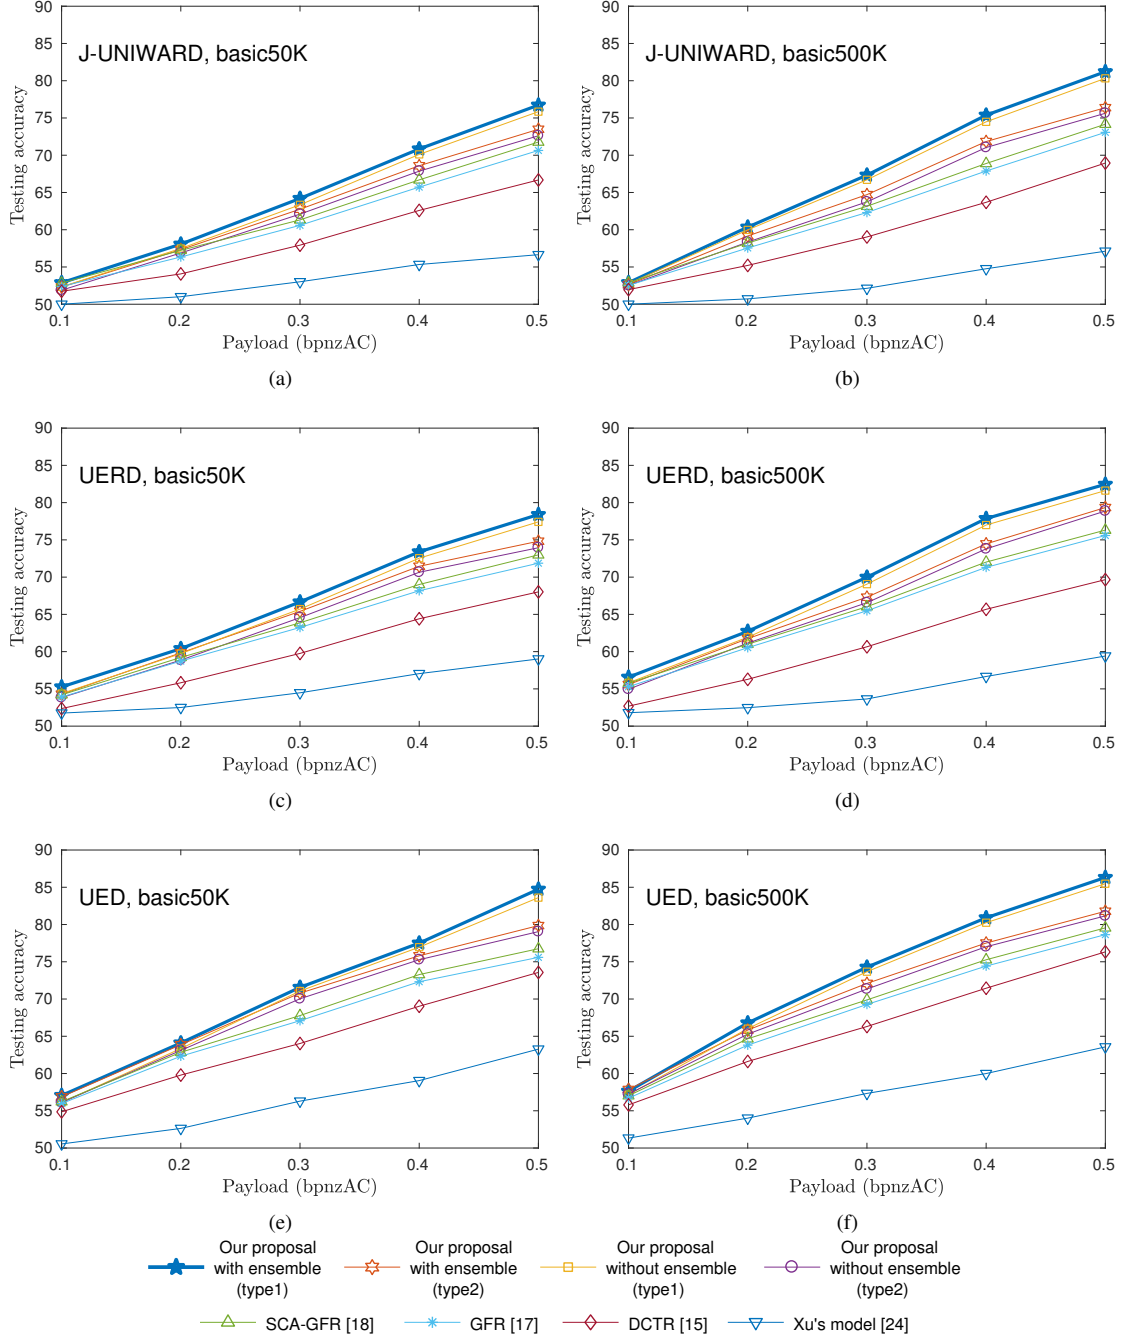 90
85
80
75
70
65
60
55
50
Testing accuracy
J-UNIWARD, basic50K
0.1 0.2 0.3 0.4 0.5
Payload (bpnzAC)
(a)
90
85
80
75
70
65
60
55
50
Testing accuracy
J-UNIWARD, basic500K
0.1 0.2 0.3 0.4 0.5
Payload (bpnzAC)
(b)
90
85
80
75
70
65
60
55
50
Testing accuracy
UERD, basic50K
0.1 0.2 0.3 0.4 0.5
Payload (bpnzAC)
(c)
90
85
80
75
70
65
60
55
50
Testing accuracy
UERD, basic500K
0.1 0.2 0.3 0.4 0.5
Payload (bpnzAC)
(d)
90
85
80
75
70
65
60
55
50
Testing accuracy
UED, basic50K
0.1 0.2 0.3 0.4 0.5
Payload (bpnzAC)
(e)
90
85
80
75
70
65
60
55
50
Testing accuracy
UED, basic500K
0.1 0.2 0.3 0.4 0.5
Payload (bpnzAC)
(f)
Our proposal
with ensemble
(type1)
Our proposal
with ensemble
(type2)
Our proposal
without ensemble
(type1)
Our proposal
without ensemble
(type2)
SCA-GFR [18]
GFR [17]
DCTR [15]
Xu's model [24]